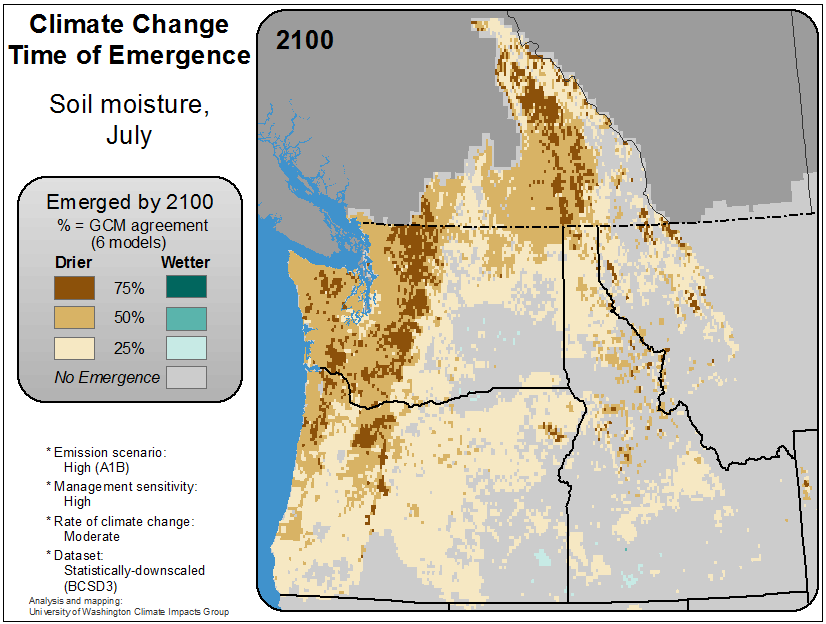 Climate Change
Time of Emergence
Soil moisture,
July
2100
Emerged by 2100
% = GCM agreement
(6 models)
Drier Wetter
75%
50%
25%
No Emergence
* Emission scenario:
High (A1B)
* Management sensitivity:
High
* Rate of climate change:
Moderate
* Dataset:
Statistically-downscaled
(BCSD3)
Analysis and mapping:
University of Washington Climate Impacts Group